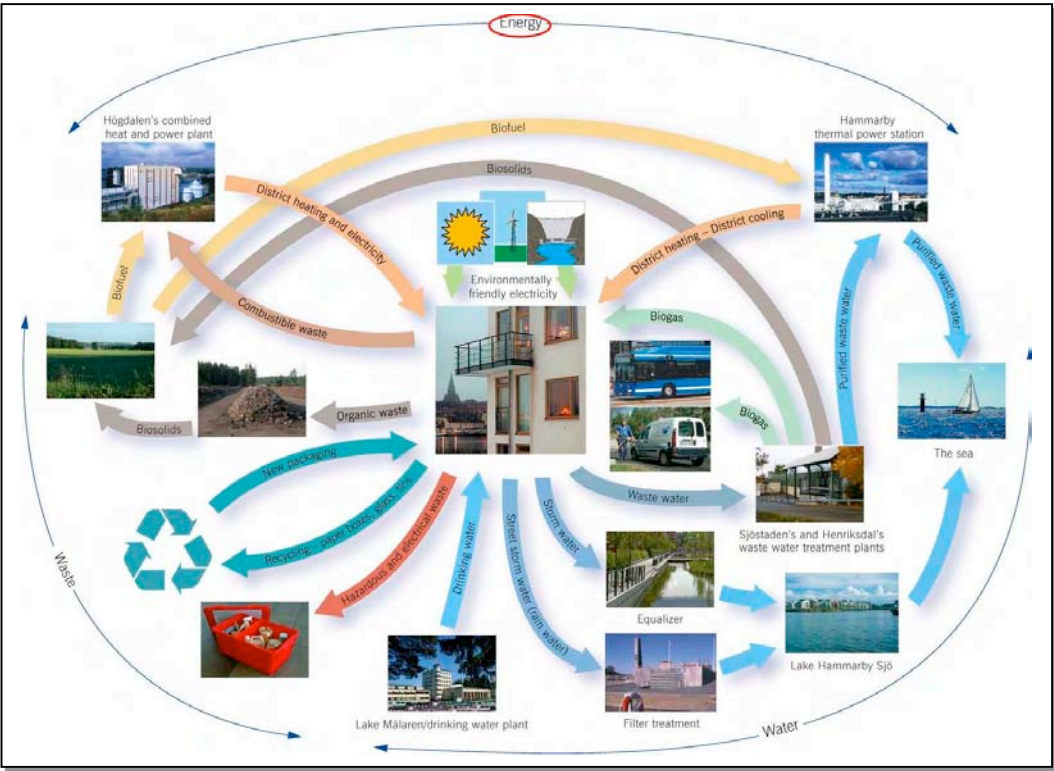 Energy
Högdalen's combined
heat and power plant
Hammarby
thermal power station
Biofuel
Biosolids
District heating and electricity
District heating – District cooling
Environmentally
friendly electricity
Biofuel
Combustible waste
Biogas
Purified waste water
Purified waste water
Organic waste
Biosolids
Biogas
The sea
New packaging
Recycling – paper boxes, glass, tins
Hazardous and electrical waste
Drinking water
Street storm water (rain water)
Storm water
Waste water
Sjöstaden's and Henriksdal's
waste water treatment plants
Equalizer
Waste
Lake Hammarby Sjö
Lake Mälaren/drinking water plant
Filter treatment
Water